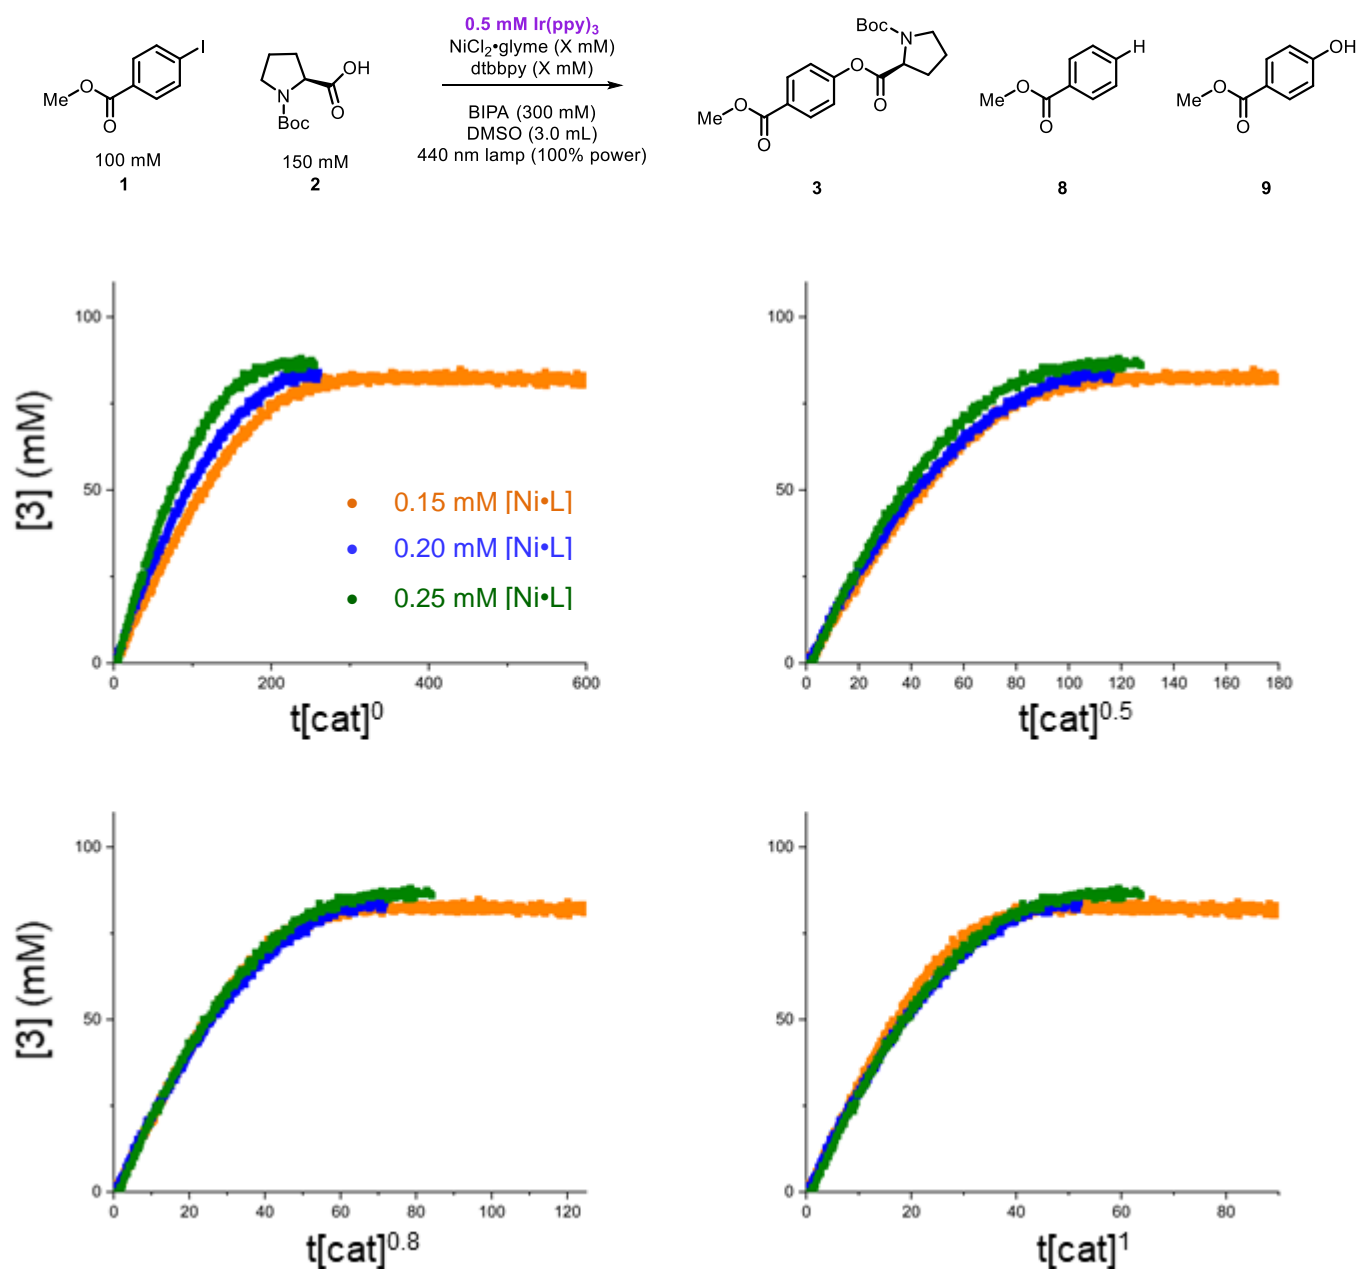 0.5 mM Ir(ppy)₃
NiCl₂•glyme (X mM)
dtbbpy (X mM)
BIPA (300 mM)
DMSO (3.0 mL)
440 nm lamp (100% power)
I
MeO
O
100 mM
1
OH
O
N
Boc
150 mM
2
Boc
N
O
O
MeO
O
3
H
MeO
O
8
OH
MeO
O
9
[3] (mM)
100
50
0
0 200 400 600
t[cat]⁰
0.15 mM [Ni•L]
0.20 mM [Ni•L]
0.25 mM [Ni•L]
100
50
0
0 20 40 60 80 100 120 140 160 180
t[cat]⁰·⁵
[3] (mM)
100
50
0
0 20 40 60 80 100 120
t[cat]⁰·⁸
100
50
0
0 20 40 60 80
t[cat]¹